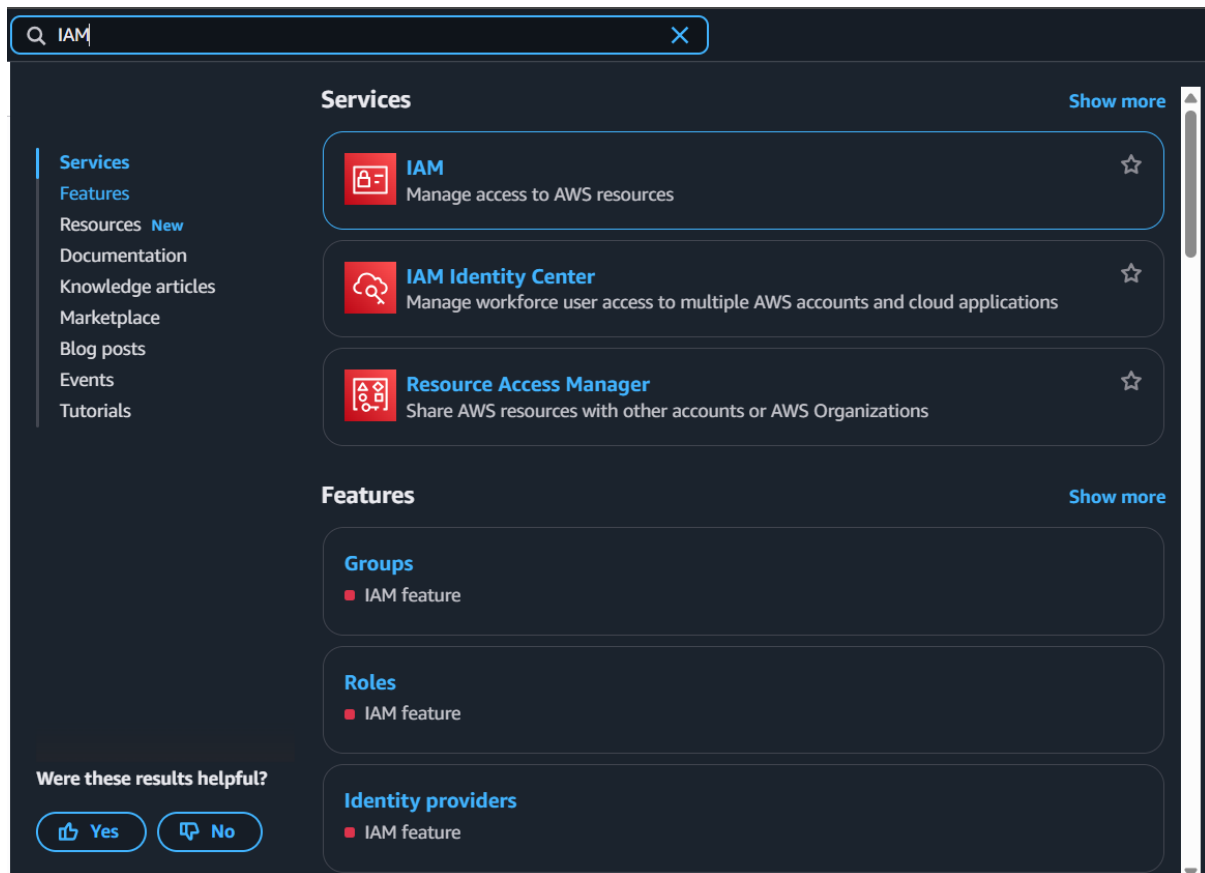 IAM
Services
Features
Resources New
Documentation
Knowledge articles
Marketplace
Blog posts
Events
Tutorials
Were these results helpful?
Yes
No
Services
Show more
IAM
Manage access to AWS resources
IAM Identity Center
Manage workforce user access to multiple AWS accounts and cloud applications
Resource Access Manager
Share AWS resources with other accounts or AWS Organizations
Features
Show more
Groups
IAM feature
Roles
IAM feature
Identity providers
IAM feature